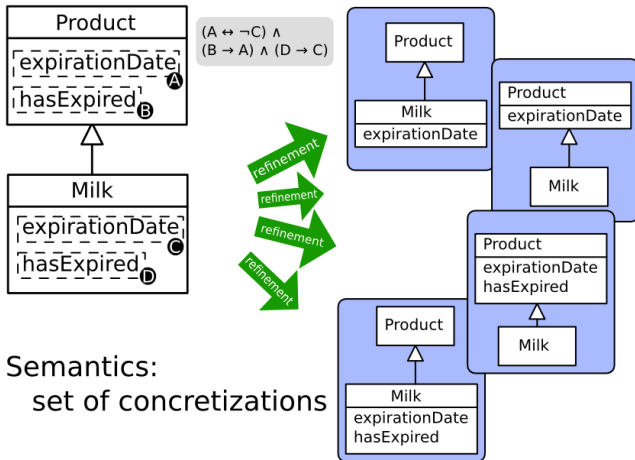 Product
expirationDate
A
hasExpired
B
Milk
expirationDate
C
hasExpired
D
(A ↔ ¬C) ∧
(B → A) ∧ (D → C)
refinement
refinement
refinement
refinement
Product
Milk
expirationDate
Product
expirationDate
Milk
Product
expirationDate
hasExpired
Milk
Product
Milk
expirationDate
hasExpired
Semantics:
set of concretizations